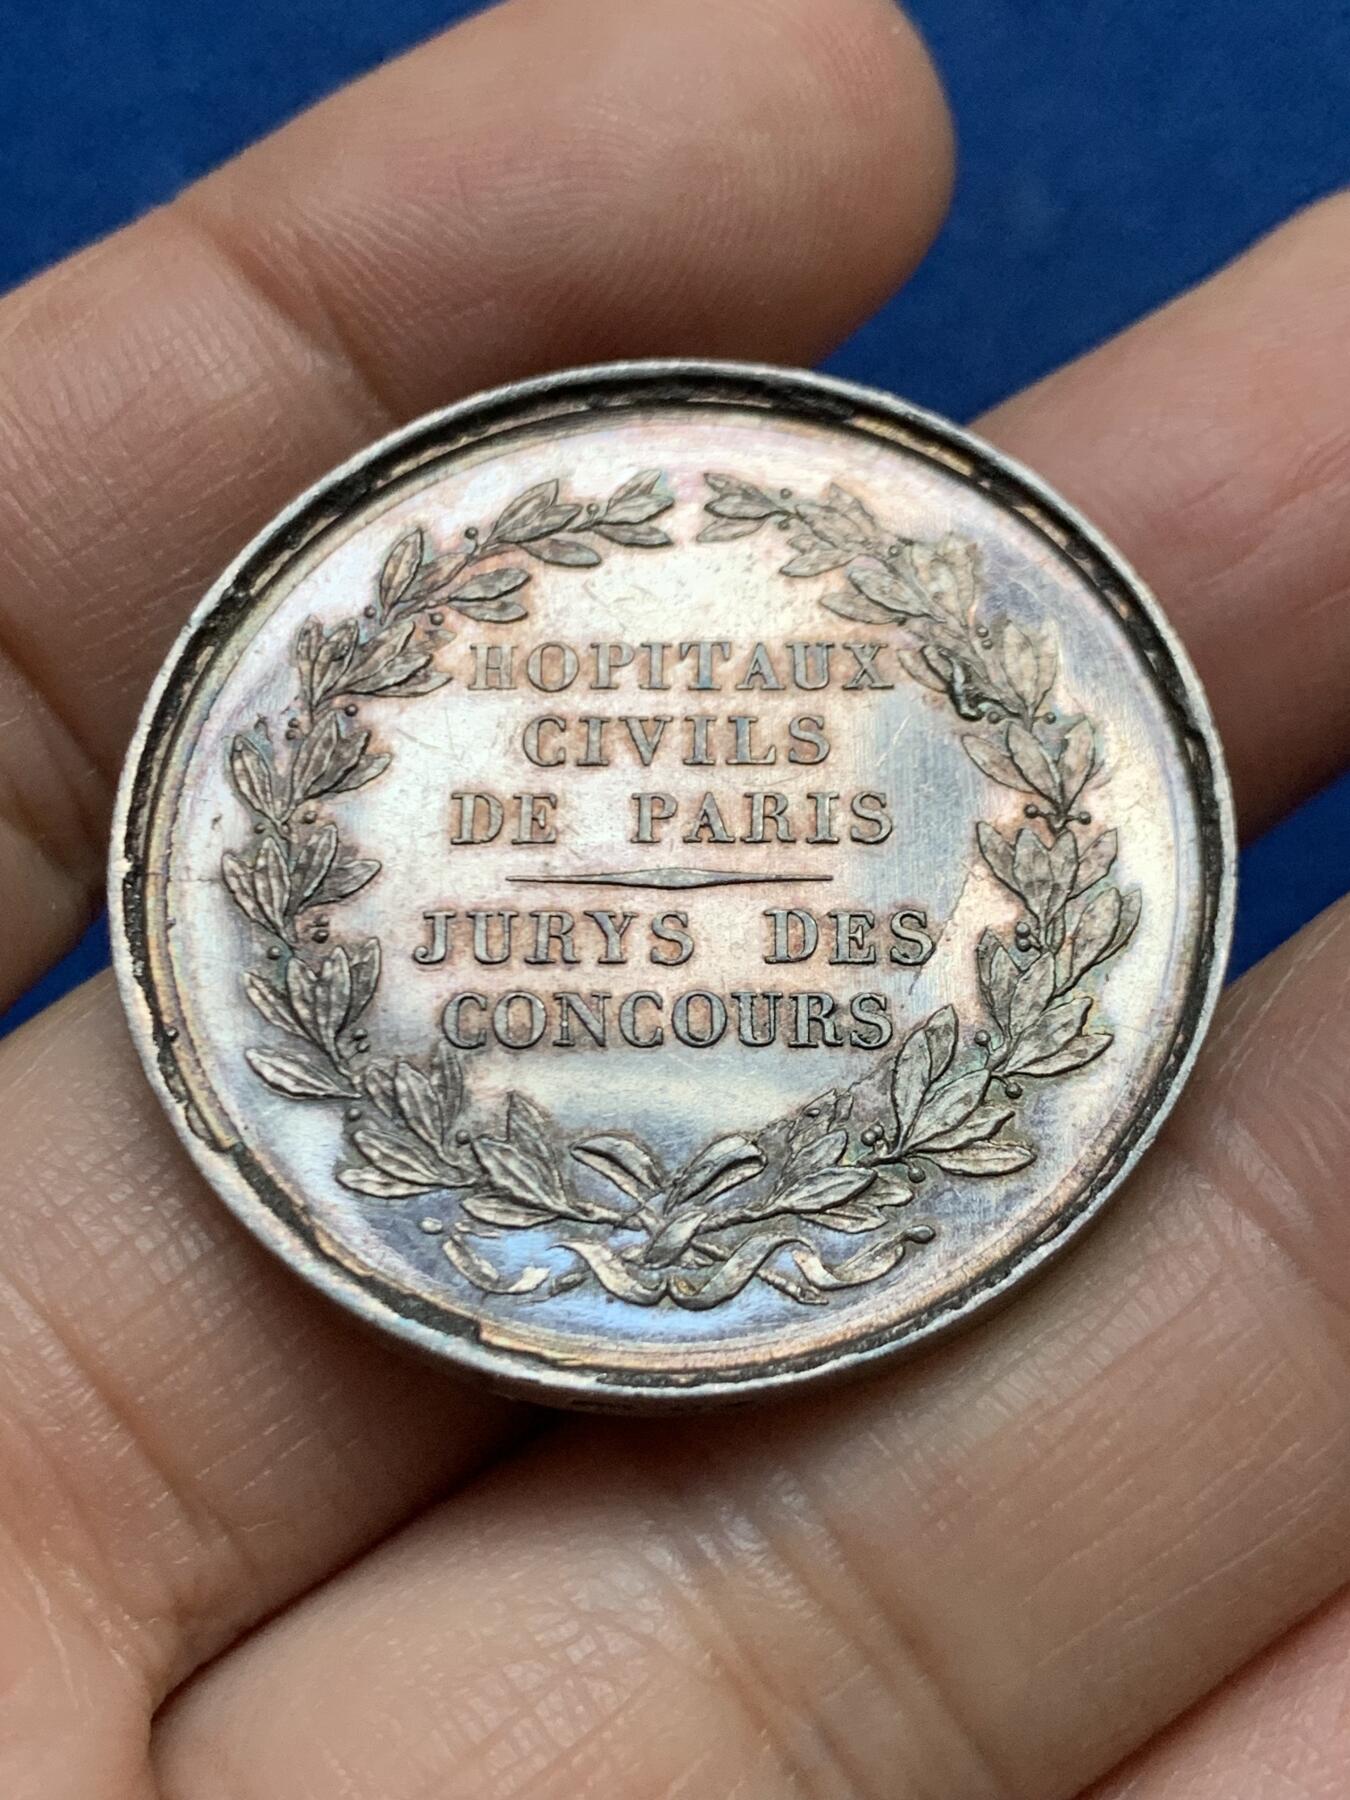 HOPITAUX
CIVILS
DE PARIS
JURYS DES
CONCOURS